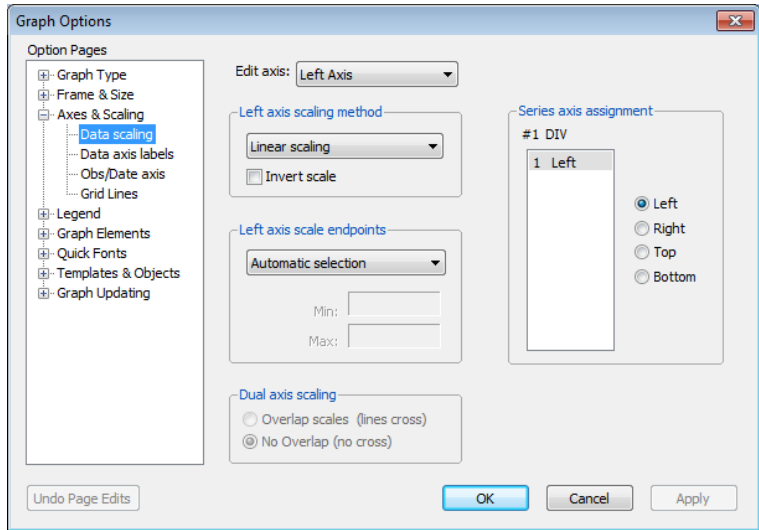 Graph Options
Option Pages
Graph Type
Frame & Size
Axes & Scaling
Data scaling
Data axis labels
Obs/Date axis
Grid Lines
Legend
Graph Elements
Quick Fonts
Templates & Objects
Graph Updating
Edit axis: Left Axis
Left axis scaling method
Linear scaling
Invert scale
Left axis scale endpoints
Automatic selection
Min:
Max:
Dual axis scaling
Overlap scales (lines cross)
No Overlap (no cross)
Series axis assignment
#1 DIV
1 Left
Left
Right
Top
Bottom
Undo Page Edits
OK
Cancel
Apply